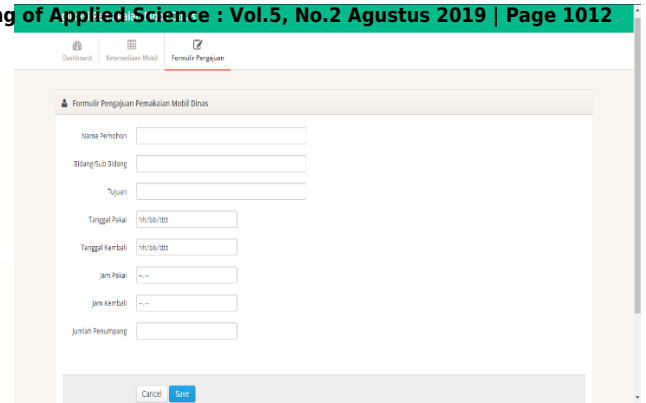 g of Applied Science : Vol.5, No.2 Agustus 2019 | Page 1012
Dashboard Ketersediaan Mobil Formulir Pengajuan
Formulir Pengajuan Pemakaian Mobil Dinas
Nama Pemohon
Bidang/Sub Bidang
Tujuan
Tanggal Pakai hh/bb/tttt
Tanggal Kembali hh/bb/tttt
Jam Pakai --.--
Jam Kembali --.--
Jumlah Penumpang
Cancel Save